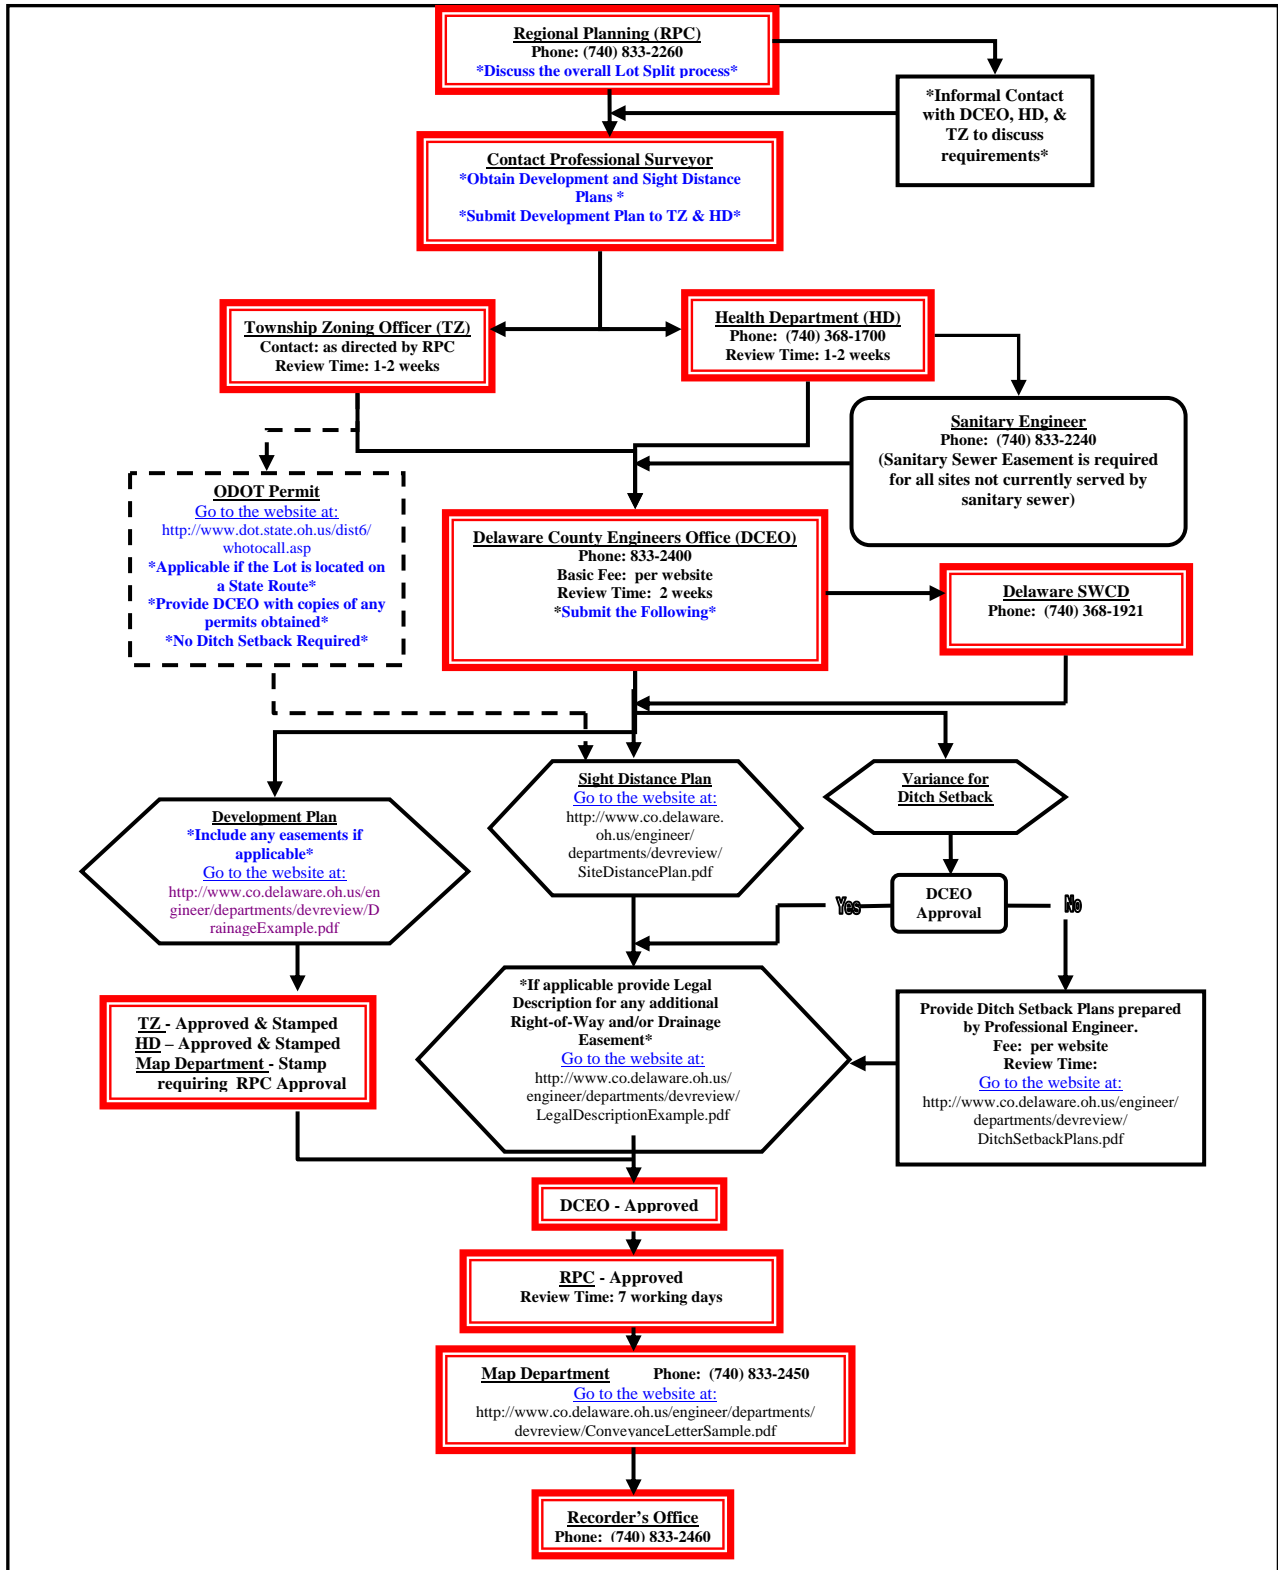 Regional Planning (RPC)
Phone: (740) 833-2260
*Discuss the overall Lot Split process*
*Informal Contact
with DCEO, HD, &
TZ to discuss
requirements*
Contact Professional Surveyor
*Obtain Development and Sight Distance
Plans *
*Submit Development Plan to TZ & HD*
Township Zoning Officer (TZ)
Contact: as directed by RPC
Review Time: 1-2 weeks
Health Department (HD)
Phone: (740) 368-1700
Review Time: 1-2 weeks
Sanitary Engineer
Phone: (740) 833-2240
(Sanitary Sewer Easement is required
for all sites not currently served by
sanitary sewer)
ODOT Permit
Go to the website at:
http://www.dot.state.oh.us/dist6/
whotocall.asp
*Applicable if the Lot is located on
a State Route*
*Provide DCEO with copies of any
permits obtained*
*No Ditch Setback Required*
Delaware County Engineers Office (DCEO)
Phone: 833-2400
Basic Fee: per website
Review Time: 2 weeks
*Submit the Following*
Delaware SWCD
Phone: (740) 368-1921
Development Plan
*Include any easements if
applicable*
Go to the website at:
http://www.co.delaware.oh.us/en
gineer/departments/devreview/D
rainageExample.pdf
Sight Distance Plan
Go to the website at:
http://www.co.delaware.
oh.us/engineer/
departments/devreview/
SiteDistancePlan.pdf
Variance for
Ditch Setback
DCEO
Approval
Yes
No
TZ - Approved & Stamped
HD – Approved & Stamped
Map Department - Stamp
requiring RPC Approval
*If applicable provide Legal
Description for any additional
Right-of-Way and/or Drainage
Easement*
Go to the website at:
http://www.co.delaware.oh.us/
engineer/departments/devreview/
LegalDescriptionExample.pdf
Provide Ditch Setback Plans prepared
by Professional Engineer.
Fee: per website
Review Time:
Go to the website at:
http://www.co.delaware.oh.us/engineer/
departments/devreview/
DitchSetbackPlans.pdf
DCEO - Approved
RPC - Approved
Review Time: 7 working days
Map Department Phone: (740) 833-2450
Go to the website at:
http://www.co.delaware.oh.us/engineer/departments/
devreview/ConveyanceLetterSample.pdf
Recorder's Office
Phone: (740) 833-2460